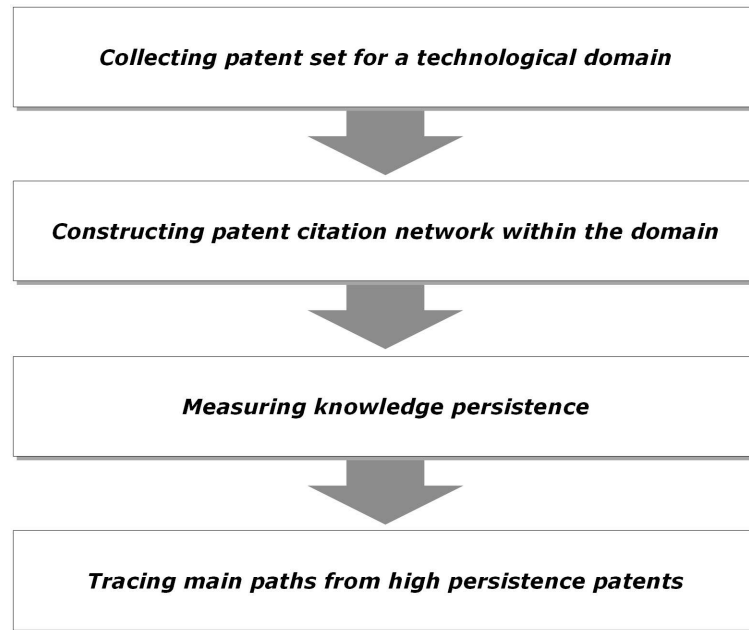 Collecting patent set for a technological domain
Constructing patent citation network within the domain
Measuring knowledge persistence
Tracing main paths from high persistence patents